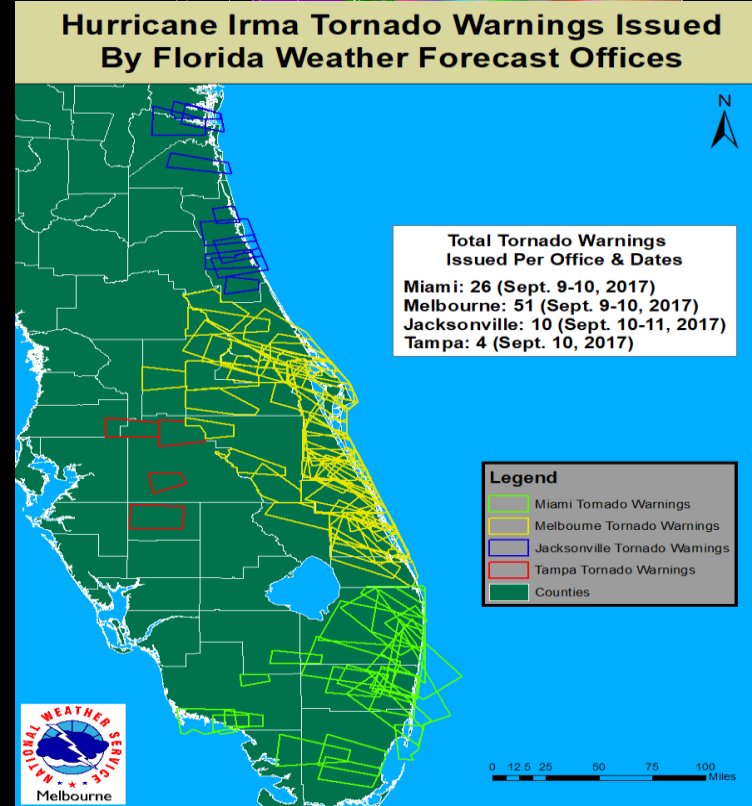 Hurricane Irma Tornado Warnings Issued
By Florida Weather Forecast Offices
N
Total Tornado Warnings
Issued Per Office & Dates
Miami: 26 (Sept. 9-10, 2017)
Melbourne: 51 (Sept. 9-10, 2017)
Jacksonville: 10 (Sept. 10-11, 2017)
Tampa: 4 (Sept. 10, 2017)
Legend
Miami Tornado Warnings
Melbourne Tornado Warnings
Jacksonville Tornado Warnings
Tampa Tornado Warnings
Counties
NATIONAL WEATHER SERVICE
Melbourne
0 12.5 25 50 75 100
Miles